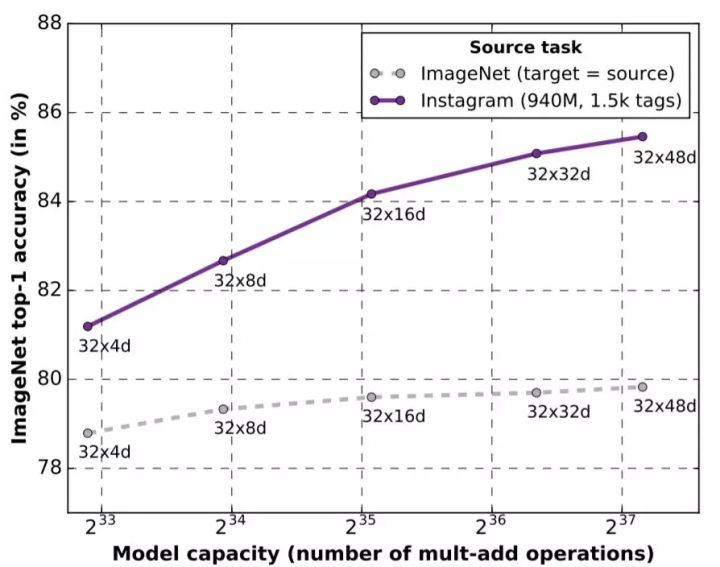 88
86
84
82
80
78
ImageNet top-1 accuracy (in %)
Source task
ImageNet (target = source)
Instagram (940M, 1.5k tags)
32x4d
32x8d
32x16d
32x32d
32x48d
32x4d
32x8d
32x16d
32x32d
32x48d
2³³ 2³⁴ 2³⁵ 2³⁶ 2³⁷
Model capacity (number of mult-add operations)